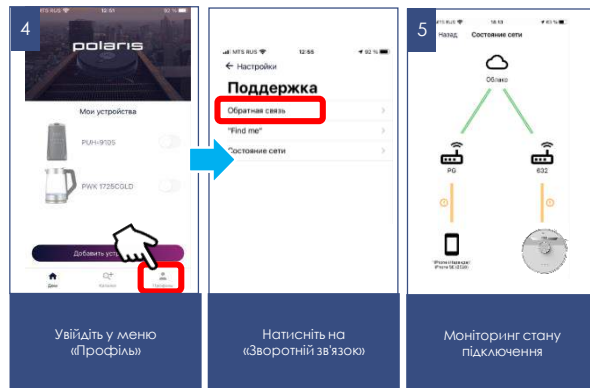 4
polaris
Мои устройства
PUH-9105
PWK 1725CGLD
Добавить
Дом
Каталог
Профиль
Увійдіть у меню
«Профіль»
MTS RUS 12:55 92 %
Настройки
Поддержка
Обратная связь
"Find me"
Состояние сети
Натисніть на
«Зворотній зв'язок»
5
Назад Состояние сети
Облако
PG 602
Моніторинг стану
підключення